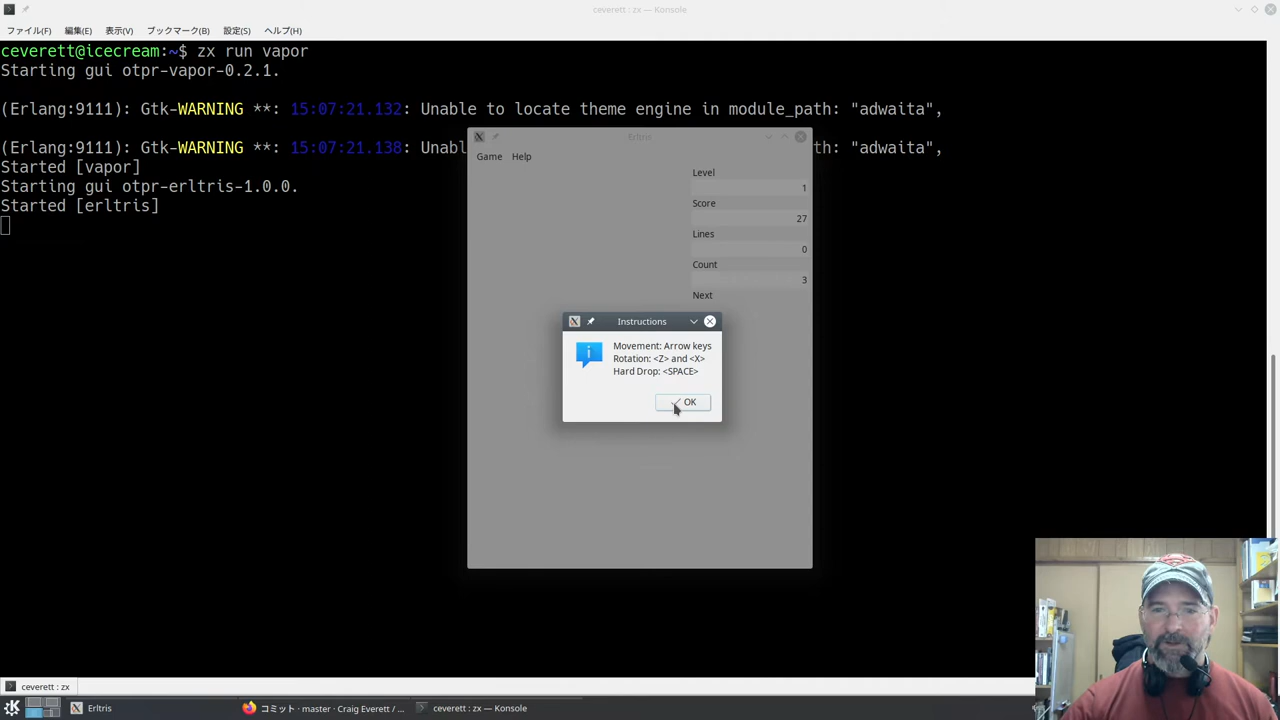 ceverett : zx — Konsole
ファイル(F) 編集(E) 表示(V) ブックマーク(B) 設定(S) ヘルプ(H)
ceverett@icecream:~$ zx run vapor
Starting gui otpr-vapor-0.2.1.
(Erlang:9111): Gtk-WARNING **: 15:07:21.132: Unable to locate theme engine in module_path: "adwaita",
(Erlang:9111): Gtk-WARNING **: 15:07:21.138: Unabl
th: "adwaita",
Started [vapor]
Starting gui otpr-erltris-1.0.0.
Started [erltris]
Erltris
Game Help
Level
1
Score
27
Lines
0
Count
3
Next
Instructions
Movement: Arrow keys
Rotation: <Z> and <X>
Hard Drop: <SPACE>
OK
ceverett : zx
Erltris
コミット · master · Craig Everett / ...
ceverett : zx — Konsole